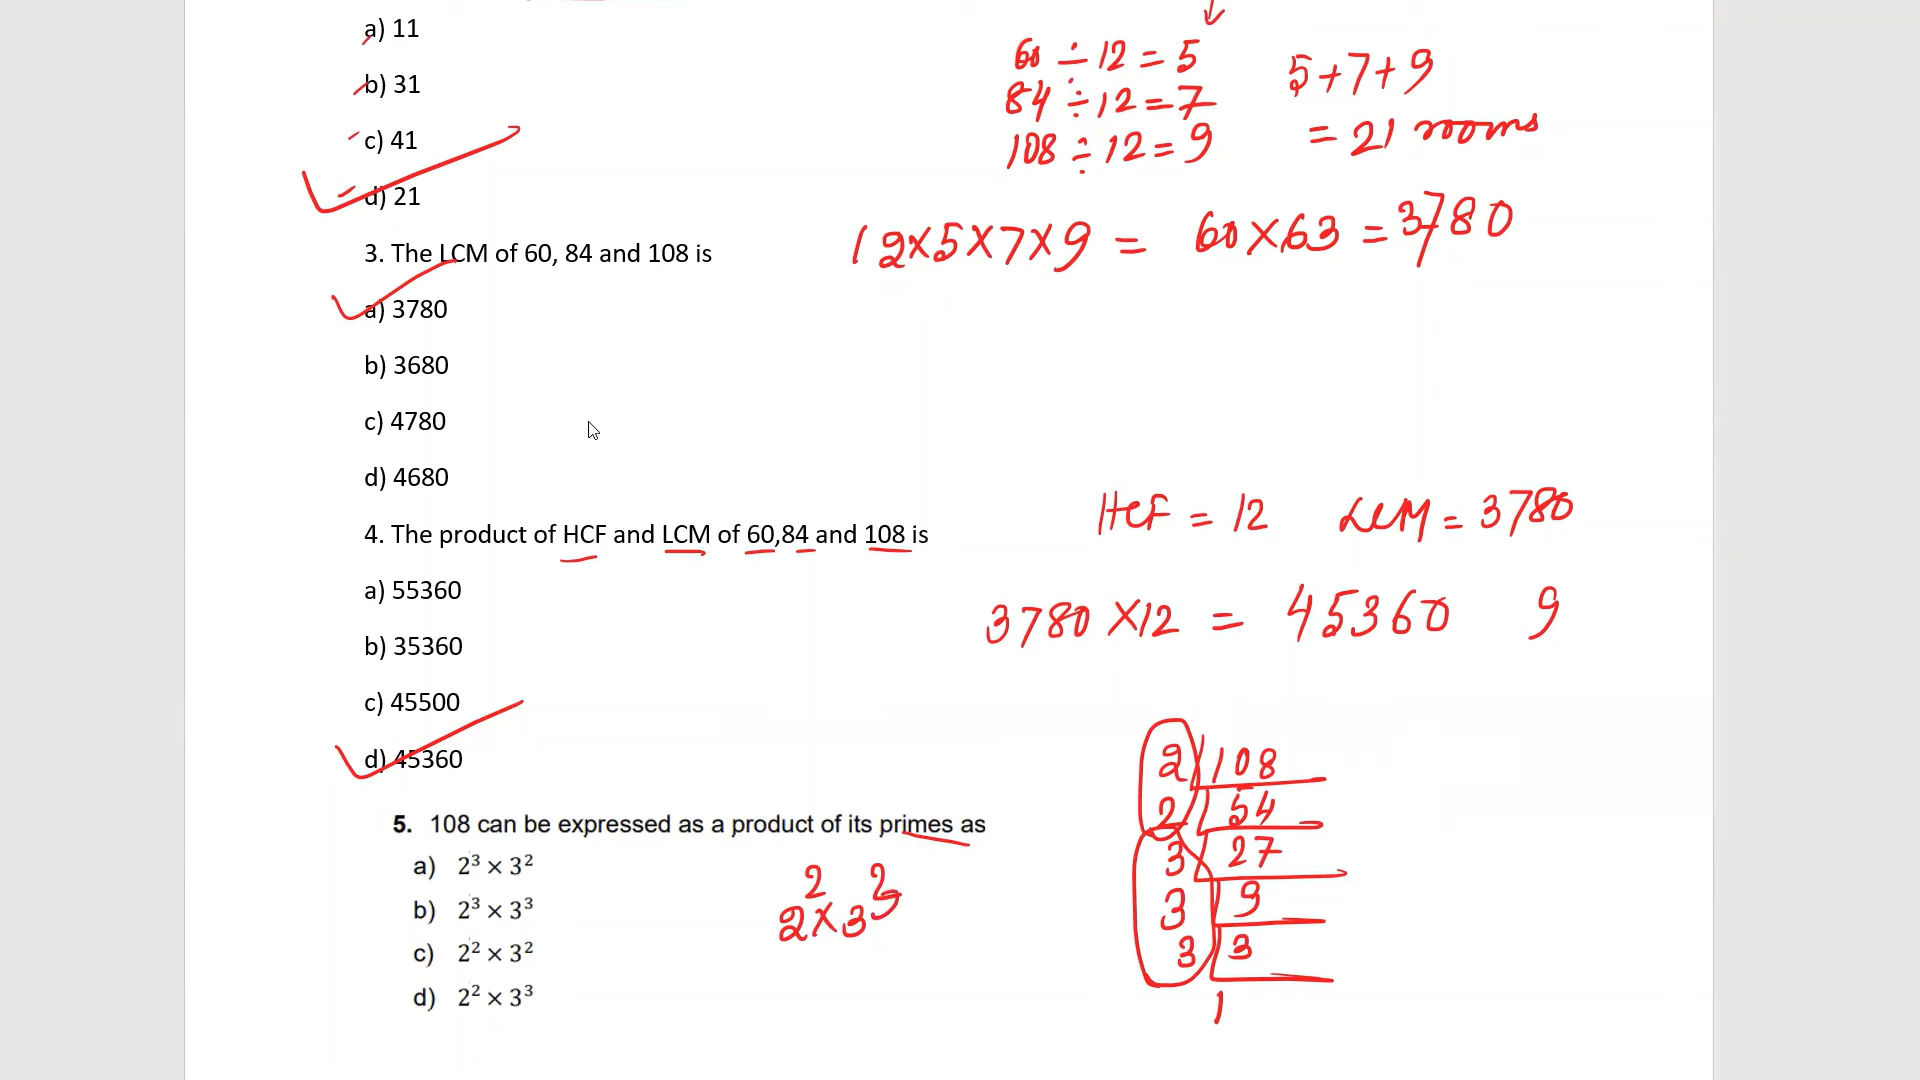 a) 11
b) 31
c) 41
d) 21
60 ÷ 12 = 5
84 ÷ 12 = 7
108 ÷ 12 = 9
5+7+9
= 21 rooms
3. The LCM of 60, 84 and 108 is
12×5×7×9 = 60×63 = 3780
a) 3780
b) 3680
c) 4780
d) 4680
HCF = 12 LCM = 3780
4. The product of HCF and LCM of 60,84 and 108 is
3780 ×12 = 45360 9
a) 55360
b) 35360
c) 45500
d) 45360
5. 108 can be expressed as a product of its primes as
a) 2³ × 3²
b) 2³ × 3³
c) 2² × 3²
d) 2² × 3³
2² × 3³
2 108
2 54
3 27
3 9
3 3
1